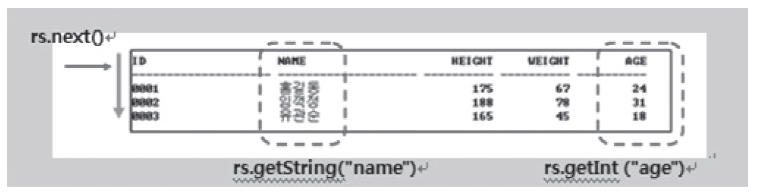 rs.next()
ID NAME HEIGHT WEIGHT AGE
0001 175 67 24
0002 188 78 31
0003 165 45 18
rs.getString("name")
rs.getInt ("age")